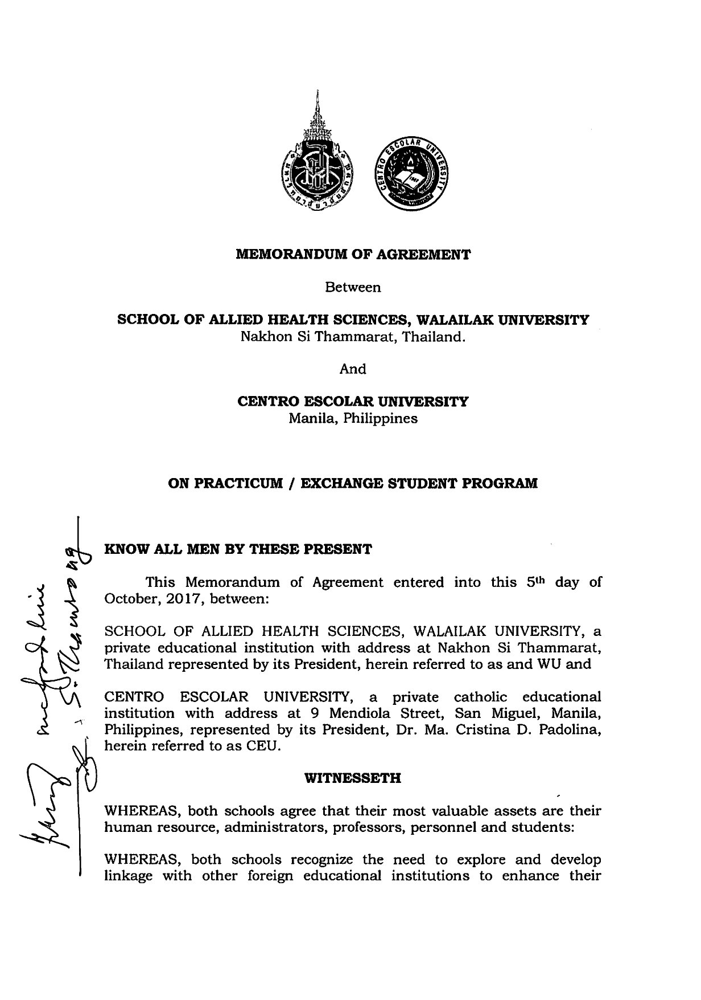 CENTRO ESCOLAR UNIVERSITY
1907
MEMORANDUM OF AGREEMENT
Between
SCHOOL OF ALLIED HEALTH SCIENCES, WALAILAK UNIVERSITY
Nakhon Si Thammarat, Thailand.
And
CENTRO ESCOLAR UNIVERSITY
Manila, Philippines
ON PRACTICUM / EXCHANGE STUDENT PROGRAM
KNOW ALL MEN BY THESE PRESENT
This Memorandum of Agreement entered into this 5th day of
October, 2017, between:
SCHOOL OF ALLIED HEALTH SCIENCES, WALAILAK UNIVERSITY, a
private educational institution with address at Nakhon Si Thammarat,
Thailand represented by its President, herein referred to as and WU and
CENTRO ESCOLAR UNIVERSITY, a private catholic educational
institution with address at 9 Mendiola Street, San Miguel, Manila,
Philippines, represented by its President, Dr. Ma. Cristina D. Padolina,
herein referred to as CEU.
WITNESSETH
WHEREAS, both schools agree that their most valuable assets are their
human resource, administrators, professors, personnel and students:
WHEREAS, both schools recognize the need to explore and develop
linkage with other foreign educational institutions to enhance their